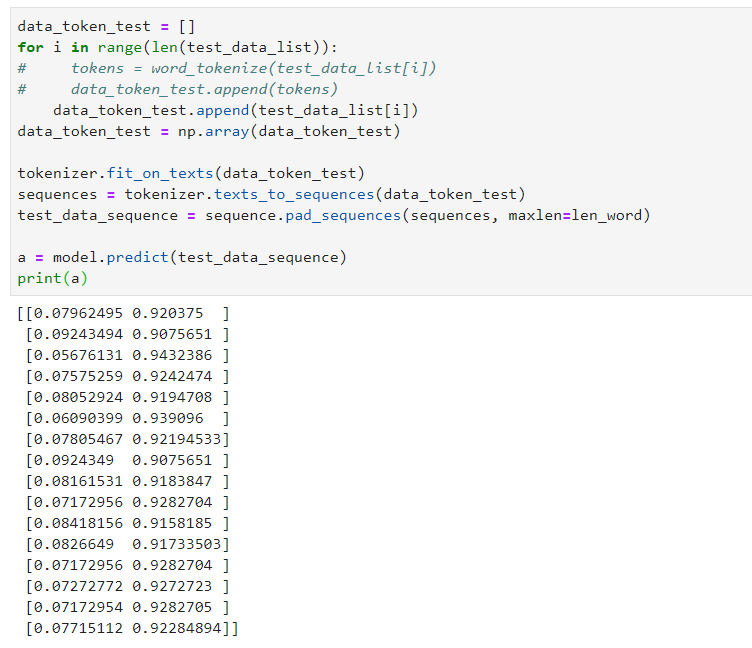 data_token_test = []
for i in range(len(test_data_list)):
#     tokens = word_tokenize(test_data_list[i])
#     data_token_test.append(tokens)
    data_token_test.append(test_data_list[i])
data_token_test = np.array(data_token_test)

tokenizer.fit_on_texts(data_token_test)
sequences = tokenizer.texts_to_sequences(data_token_test)
test_data_sequence = sequence.pad_sequences(sequences, maxlen=len_word)

a = model.predict(test_data_sequence)
print(a)
[[0.07962495 0.920375  ]
 [0.09243494 0.9075651 ]
 [0.05676131 0.9432386 ]
 [0.07575259 0.9242474 ]
 [0.08052924 0.9194708 ]
 [0.06090399 0.939096  ]
 [0.07805467 0.92194533]
 [0.0924349  0.9075651 ]
 [0.08161531 0.9183847 ]
 [0.07172956 0.9282704 ]
 [0.08418156 0.9158185 ]
 [0.0826649  0.91733503]
 [0.07172956 0.9282704 ]
 [0.07272772 0.9272723 ]
 [0.07172954 0.9282705 ]
 [0.07715112 0.92284894]]